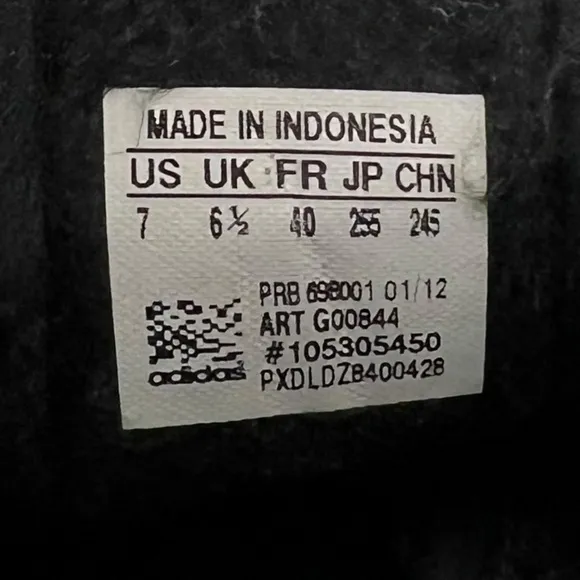 MADE IN INDONESIA
US UK FR JP CHN
7 6½ 40 255 245
PRB 698001 01/12
ART G00844
#105305450
PXDLDZ8400428
adidas